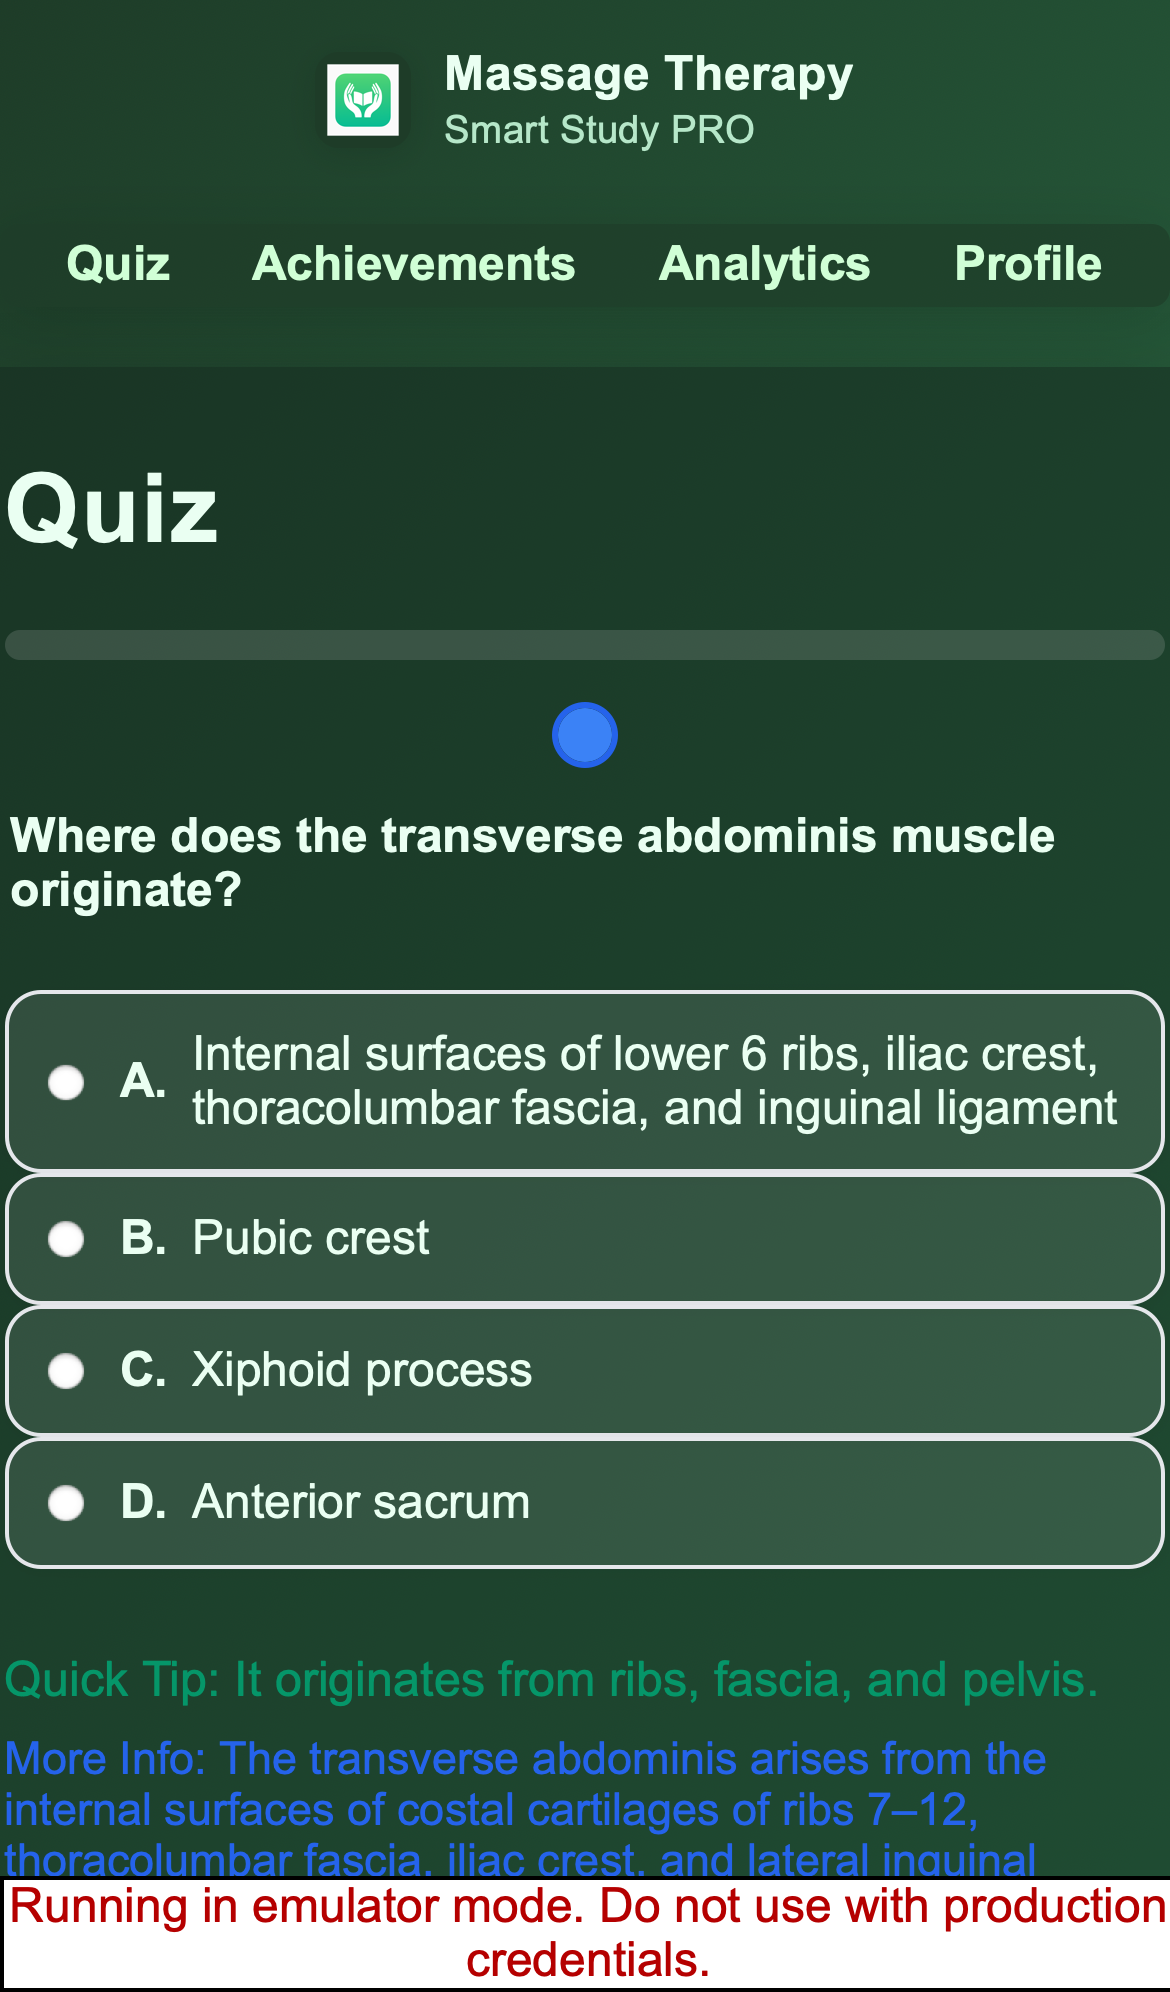 Massage Therapy
Smart Study PRO
Quiz
Achievements
Analytics
Profile
Quiz
Where does the transverse abdominis muscle
originate?
A. Internal surfaces of lower 6 ribs, iliac crest,
thoracolumbar fascia, and inguinal ligament
B. Pubic crest
C. Xiphoid process
D. Anterior sacrum
Quick Tip: It originates from ribs, fascia, and pelvis.
More Info: The transverse abdominis arises from the
internal surfaces of costal cartilages of ribs 7–12,
thoracolumbar fascia, iliac crest, and lateral inguinal
Running in emulator mode. Do not use with production
credentials.